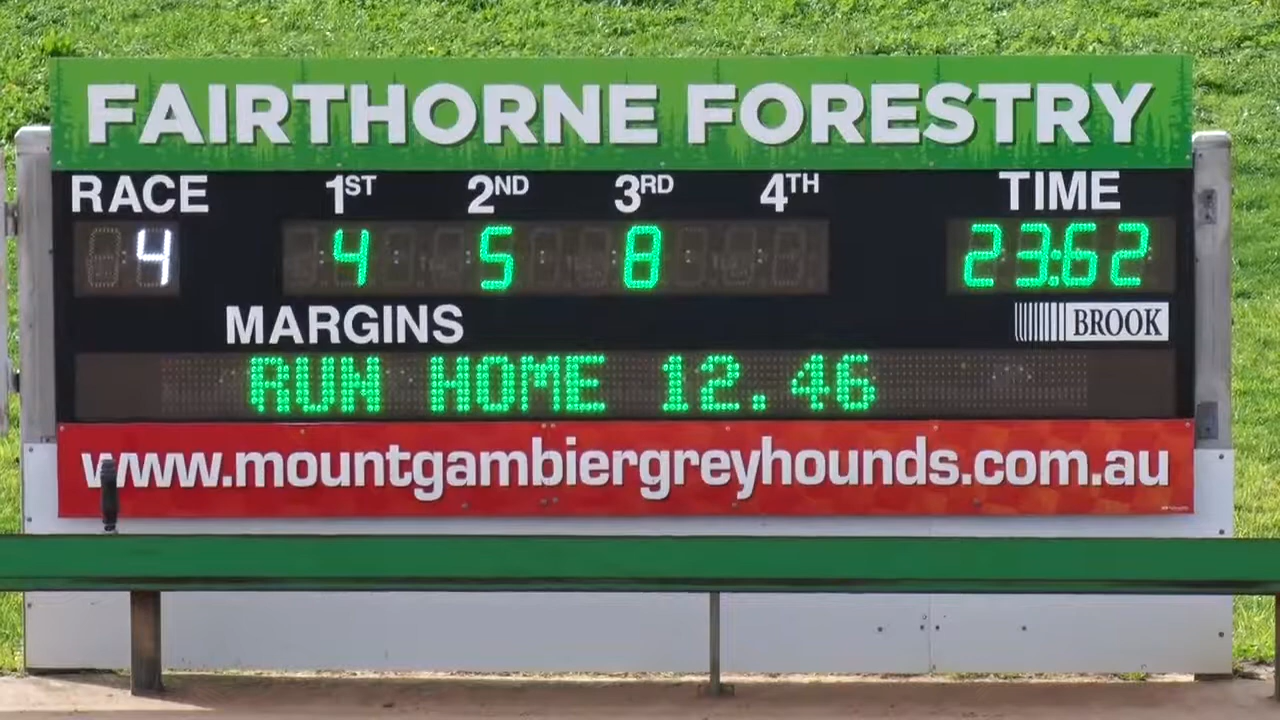 FAIRTHORNE FORESTRY
RACE 1ST 2ND 3RD 4TH TIME
4 4 5 8 23:62
MARGINS BROOK
RUN HOME 12.46
www.mountgambiergreyhounds.com.au